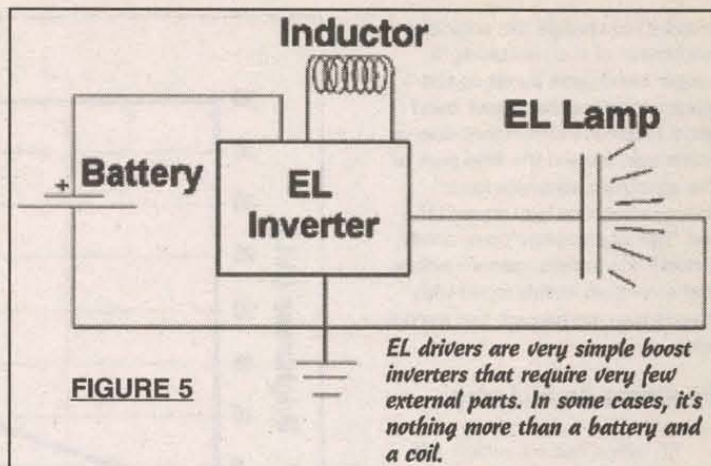 Inductor
EL Lamp
+
Battery
EL
Inverter
FIGURE 5
EL drivers are very simple boost
inverters that require very few
external parts. In some cases, it's
nothing more than a battery and
a coil.